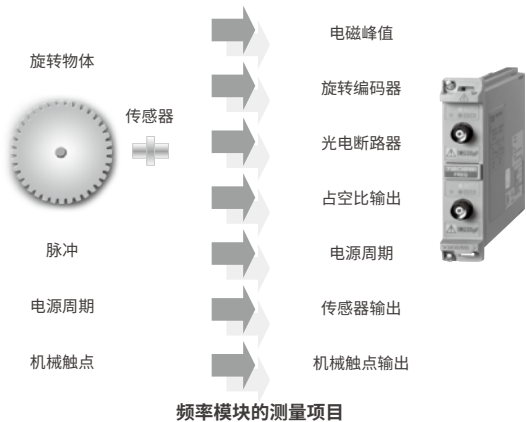 电磁峰值
旋转物体
旋转编码器
传感器
光电断路器
占空比输出
脉冲
电源周期
电源周期
传感器输出
机械触点
机械触点输出
频率模块的测量项目